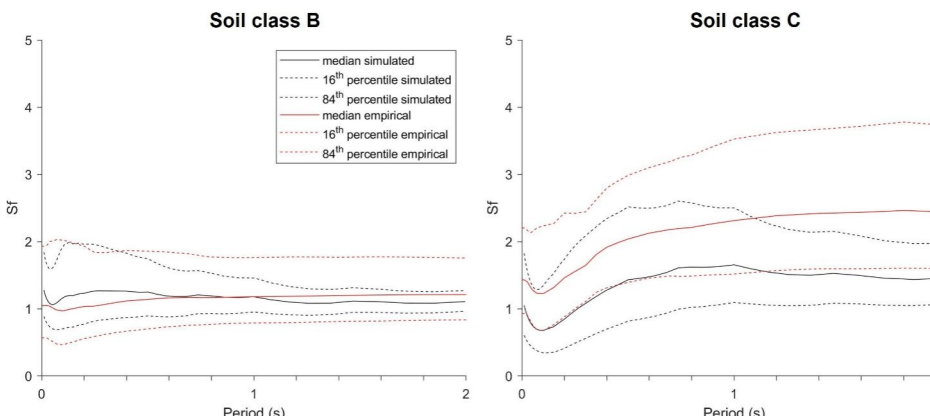 Soil class B
Soil class C
5
4
3
2
1
0
Sf
median simulated
16th percentile simulated
84th percentile simulated
median empirical
16th percentile empirical
84th percentile empirical
0
1
2
Period (s)
5
4
3
2
1
0
Sf
0
1
Period (s)